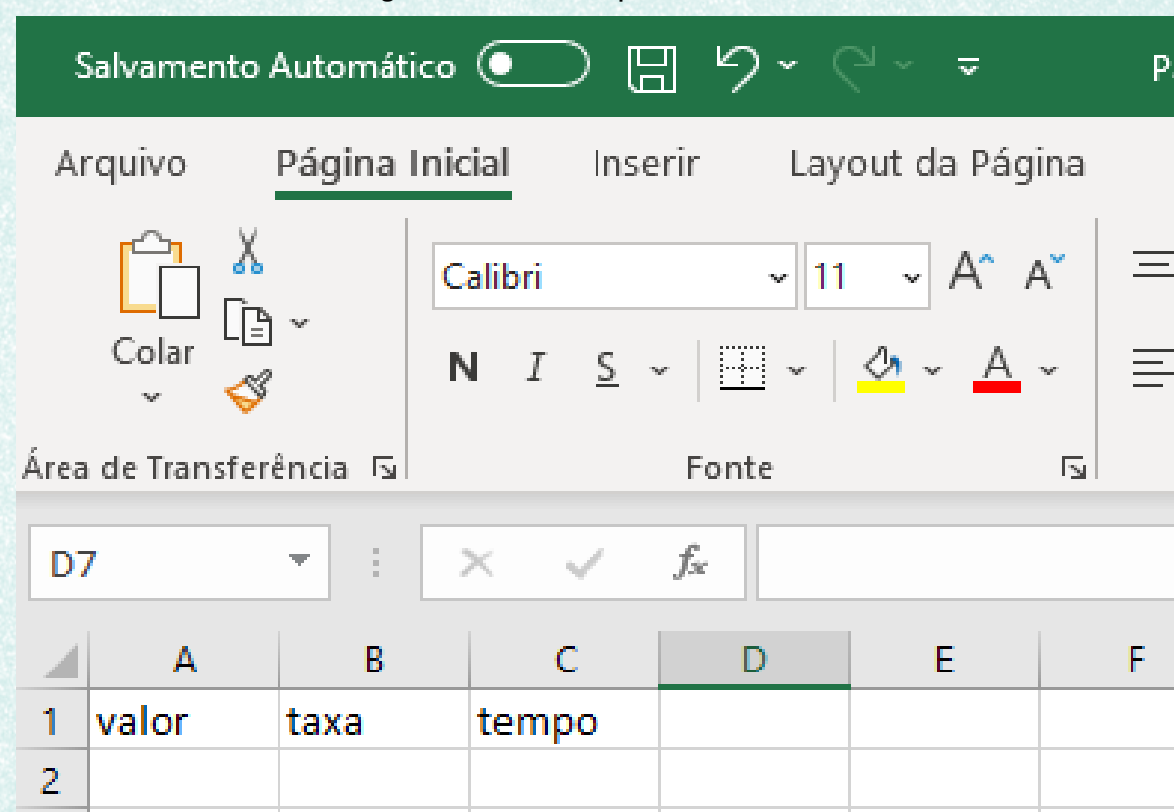 Salvamento Automático
Arquivo Página Inicial Inserir Layout da Página
Calibri 11 A A
Colar N I S A
Área de Transferência Fonte
D7 fx
A B C D E F
1 valor taxa tempo
2